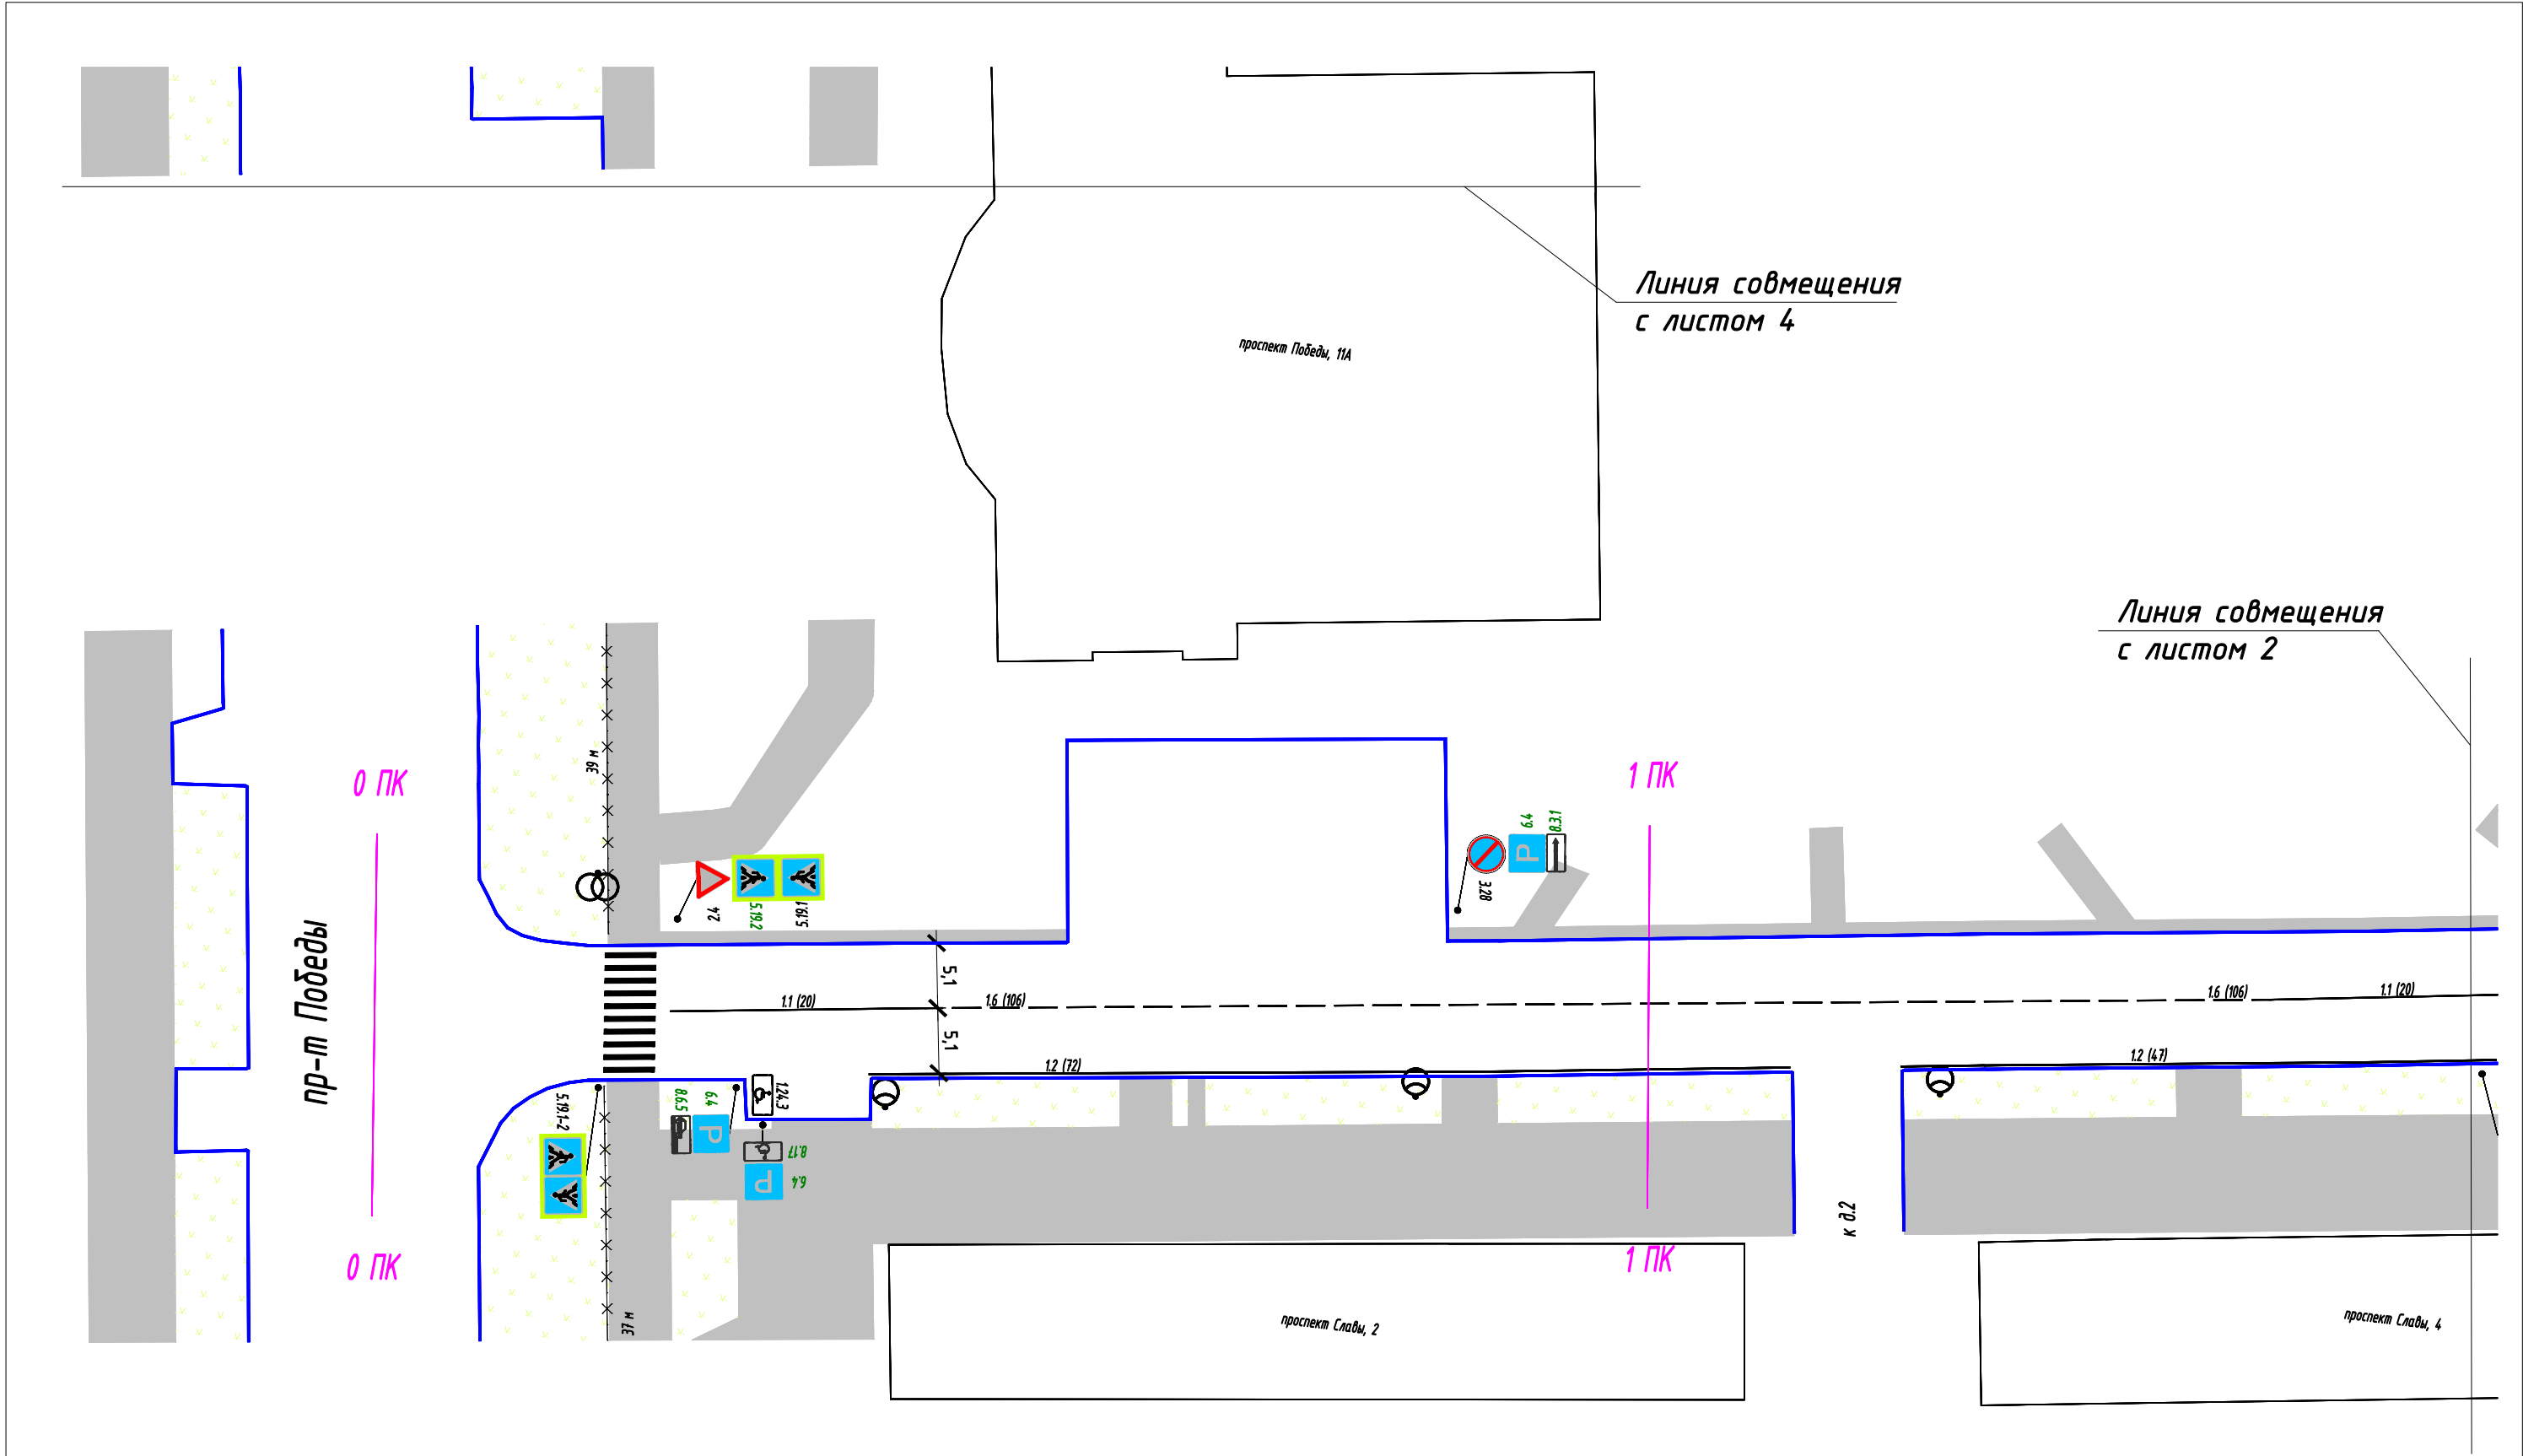 Линия совмещения
с листом 4
проспект Победы, 11А
Линия совмещения
с листом 2
39 м
0 ПК
1 ПК
6.4
8.3.1
3.28
2.4
5.19.2
5.19.1
пр-т Победы
5,1
5,1
1.1 (20)
1.6 (106)
1.6 (106)
1.1 (20)
1.2 (72)
1.2 (47)
5.19.1-2
8.6.5
6.4
1.24.3
8.17
6.4
P
P
P
к д.2
0 ПК
1 ПК
37 м
проспект Славы, 2
проспект Славы, 4